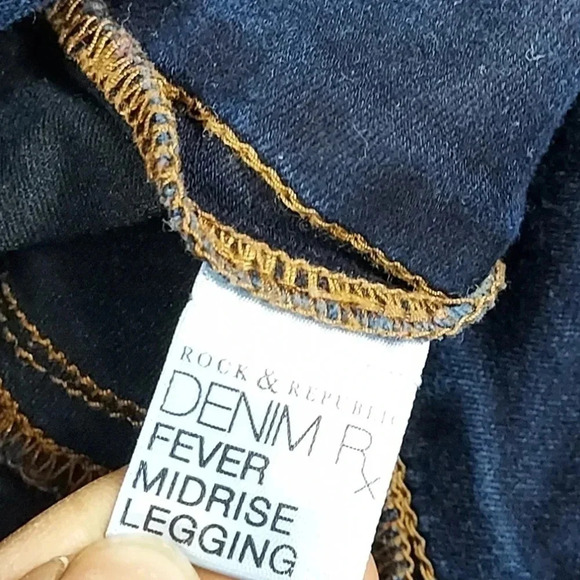 ROCK & REPUBLIC
DENIM Rx
FEVER
MIDRISE
LEGGING